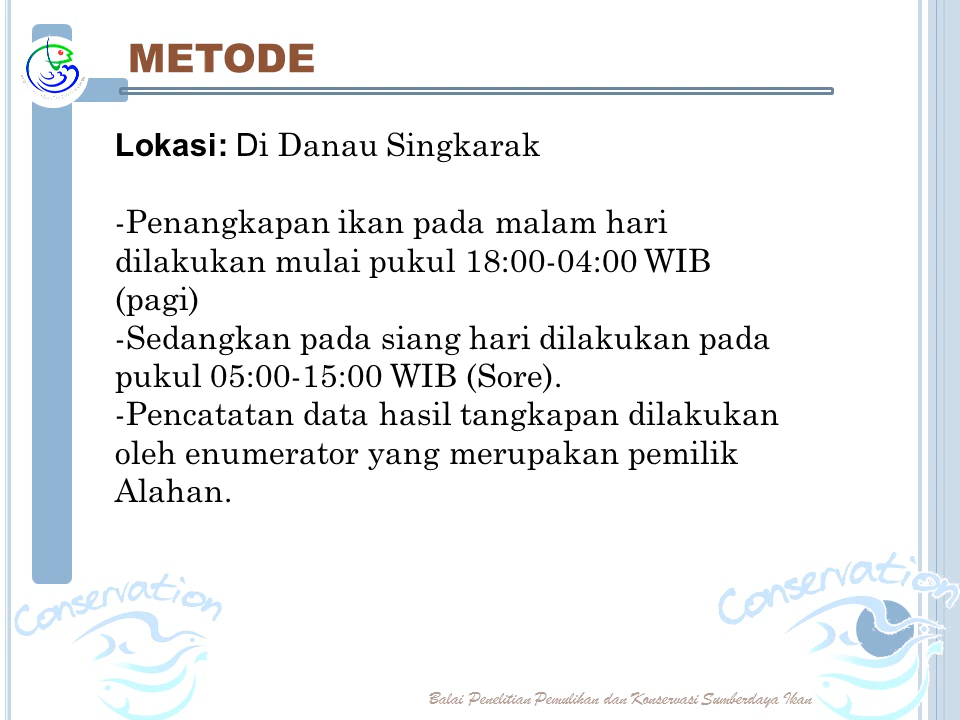 METODE
Lokasi: Di Danau Singkarak
-Penangkapan ikan pada malam hari
dilakukan mulai pukul 18:00-04:00 WIB
(pagi)
-Sedangkan pada siang hari dilakukan pada
pukul 05:00-15:00 WIB (Sore).
-Pencatatan data hasil tangkapan dilakukan
oleh enumerator yang merupakan pemilik
Alahan.
Conservation
Conservation
Balai Penelitian Pemulihan dan Konservasi Sumberdaya Ikan